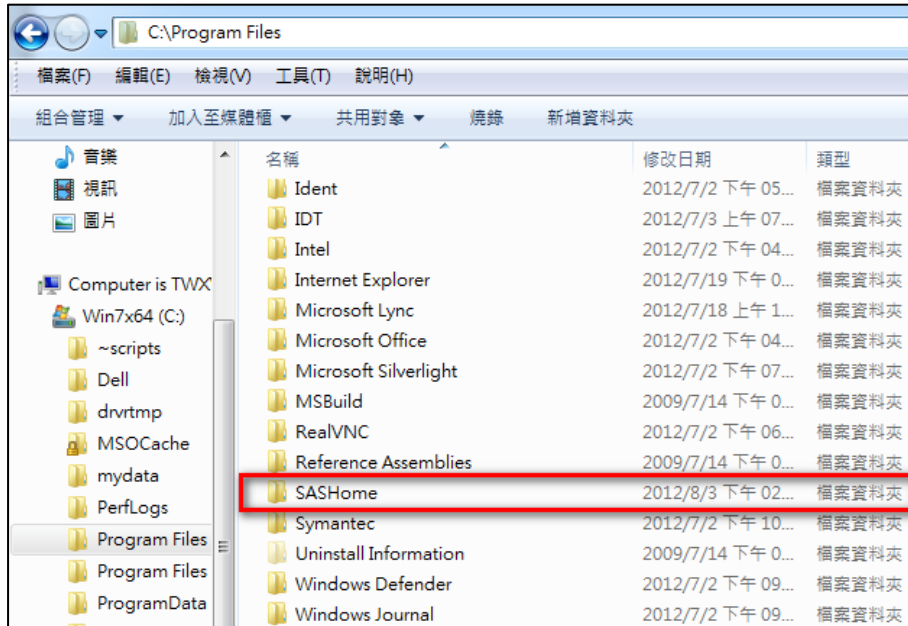 C:\Program Files
檔案(F) 編輯(E) 檢視(V) 工具(T) 說明(H)
組合管理 加入至媒體櫃 共用對象 燒錄 新增資料夾
音樂
視訊
圖片
Computer is TWX
Win7x64 (C:)
~scripts
Dell
drvrtmp
MSOCache
mydata
PerfLogs
Program Files
Program Files
ProgramData
名稱 修改日期 類型
Ident 2012/7/2 下午 05... 檔案資料夾
IDT 2012/7/3 上午 07... 檔案資料夾
Intel 2012/7/2 下午 04... 檔案資料夾
Internet Explorer 2012/7/19 下午 0... 檔案資料夾
Microsoft Lync 2012/7/18 上午 1... 檔案資料夾
Microsoft Office 2012/7/2 下午 04... 檔案資料夾
Microsoft Silverlight 2012/7/2 下午 07... 檔案資料夾
MSBuild 2009/7/14 下午 0... 檔案資料夾
RealVNC 2012/7/2 下午 06... 檔案資料夾
Reference Assemblies 2009/7/14 下午 0... 檔案資料夾
SASHome 2012/8/3 下午 02... 檔案資料夾
Symantec 2012/7/2 下午 10... 檔案資料夾
Uninstall Information 2009/7/14 下午 0... 檔案資料夾
Windows Defender 2012/7/2 下午 09... 檔案資料夾
Windows Journal 2012/7/2 下午 09... 檔案資料夾